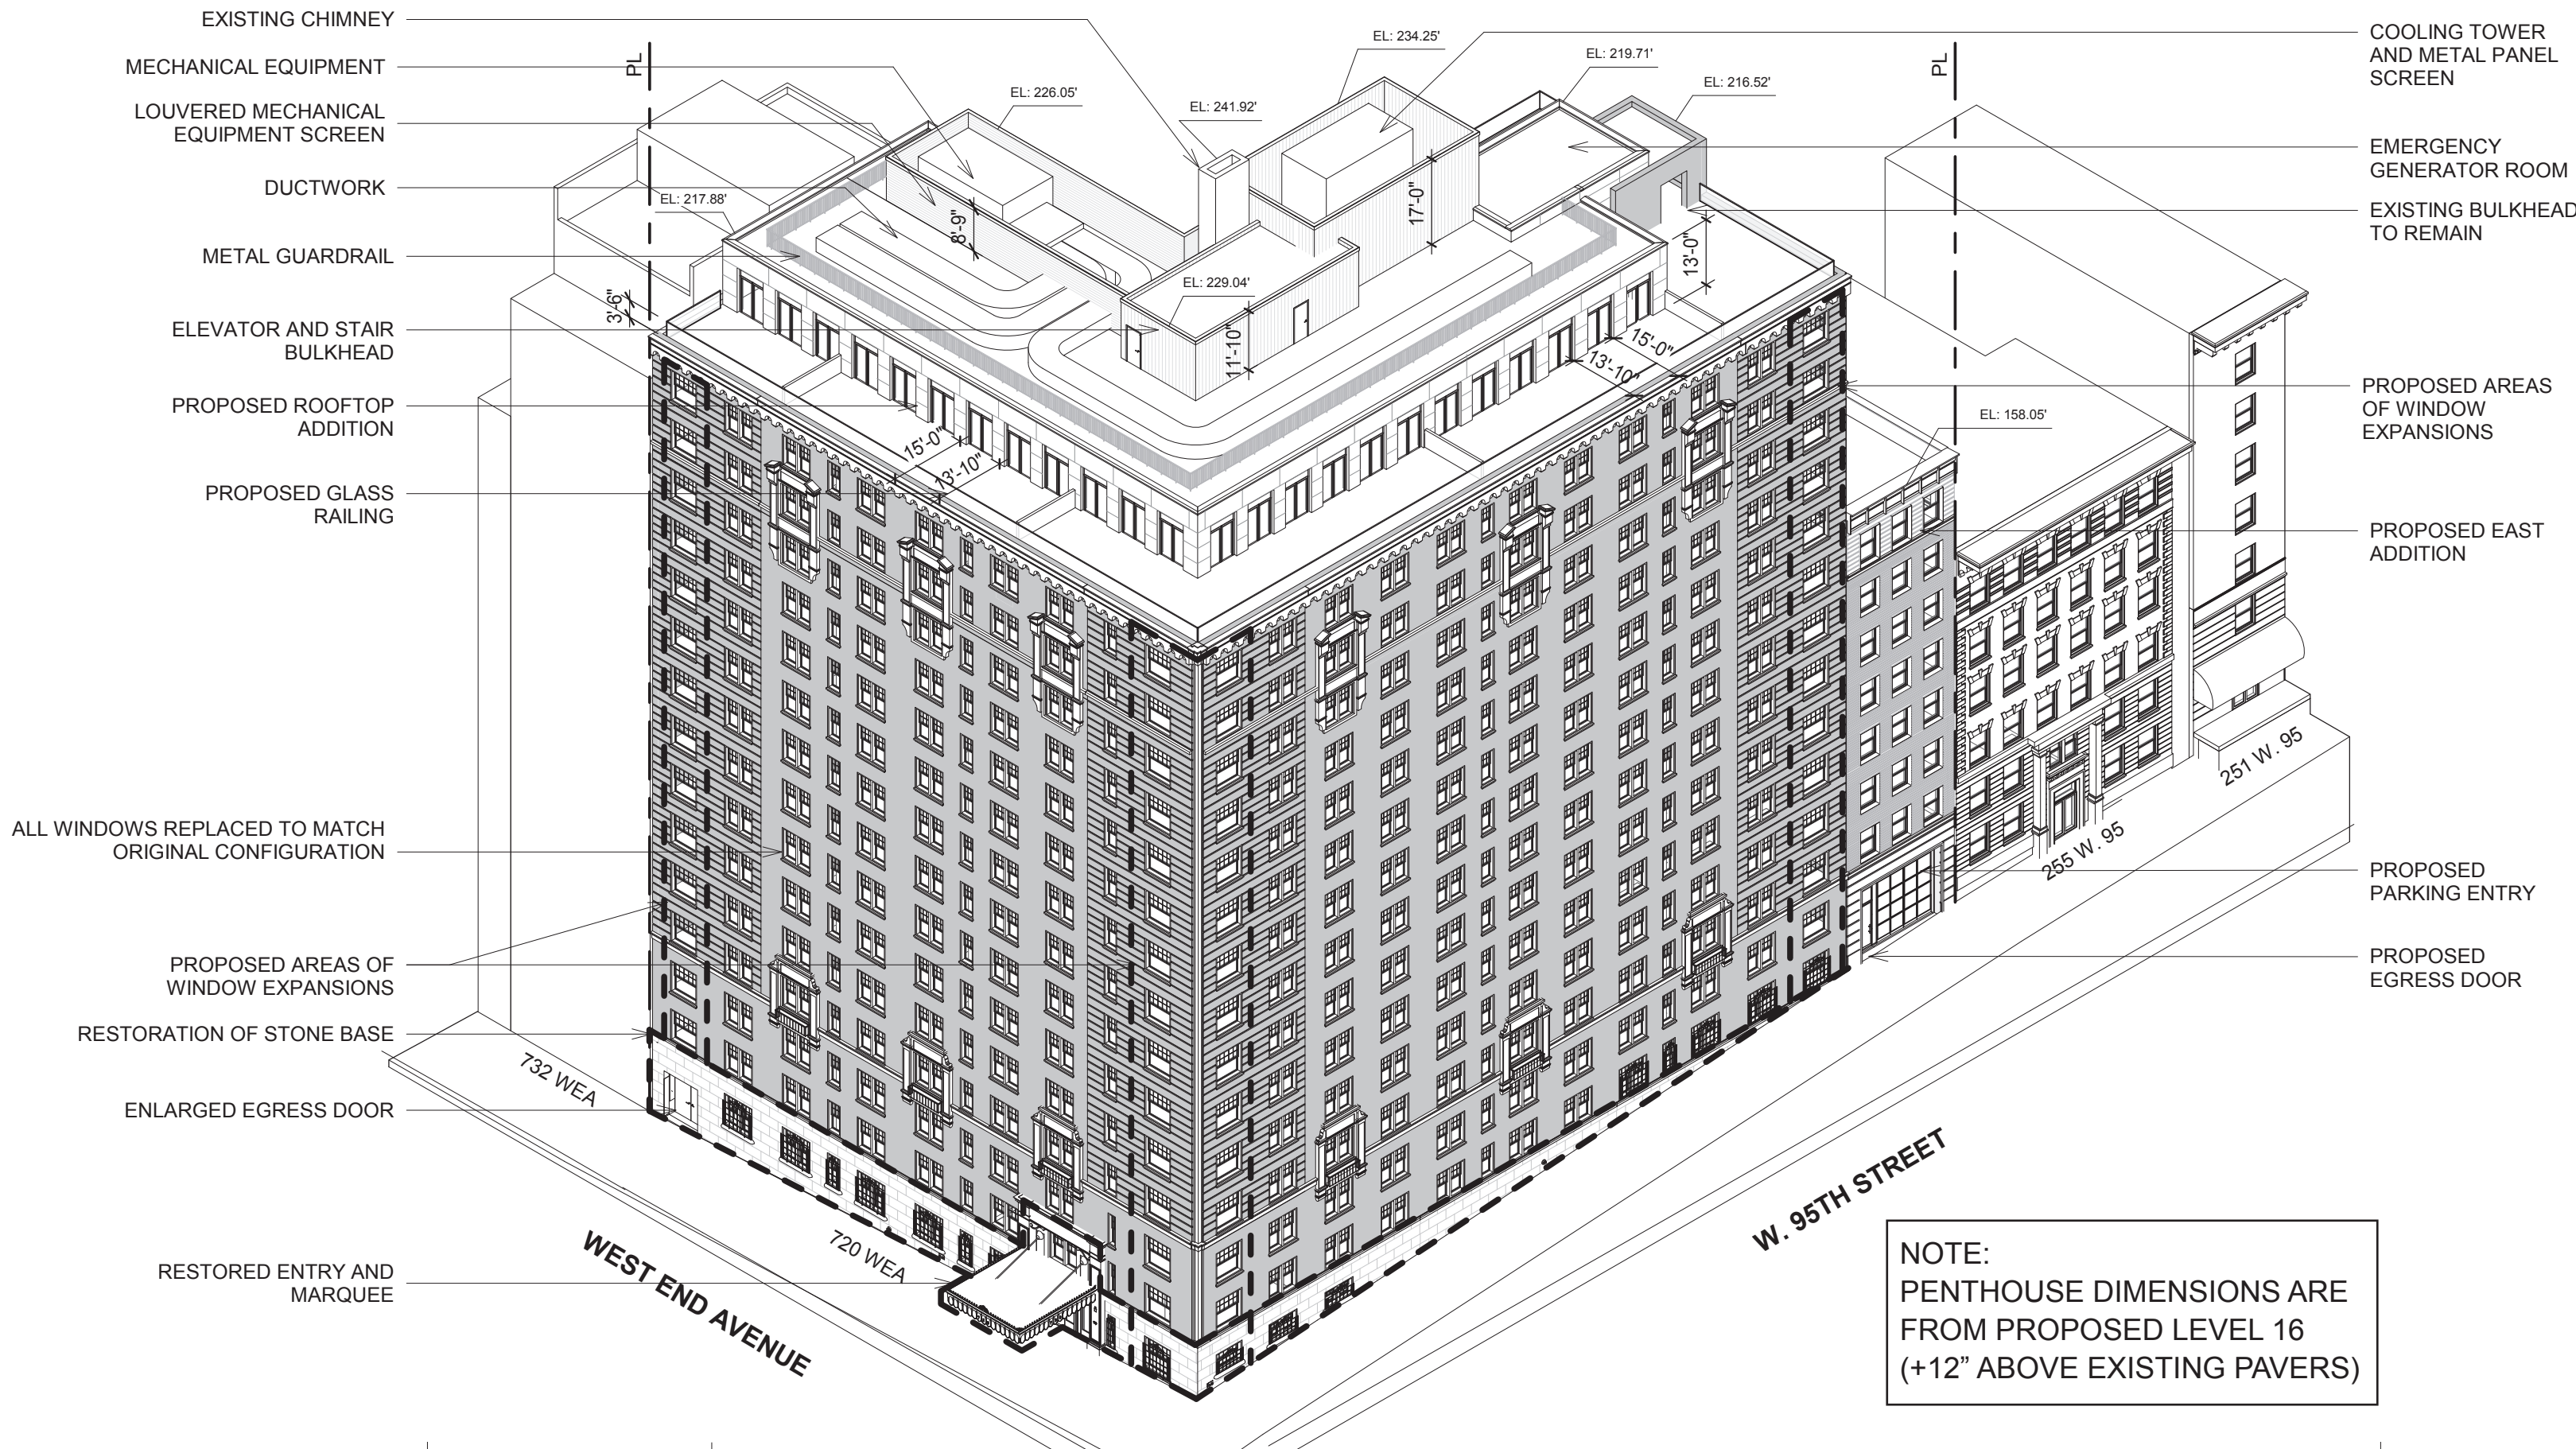 EXISTING CHIMNEY
MECHANICAL EQUIPMENT
LOUVERED MECHANICAL
EQUIPMENT SCREEN
DUCTWORK
METAL GUARDRAIL
ELEVATOR AND STAIR
BULKHEAD
PROPOSED ROOFTOP
ADDITION
PROPOSED GLASS
RAILING
ALL WINDOWS REPLACED TO MATCH
ORIGINAL CONFIGURATION
PROPOSED AREAS OF
WINDOW EXPANSIONS
RESTORATION OF STONE BASE
ENLARGED EGRESS DOOR
RESTORED ENTRY AND
MARQUEE
PL
EL: 217.88'
EL: 226.05'
EL: 241.92'
EL: 234.25'
EL: 219.71'
EL: 216.52'
EL: 229.04'
3'-6"
8'-9"
17'-0"
13'-0"
11'-10"
15'-0"
13'-10"
15'-0"
13'-10"
PL
EL: 158.05'
COOLING TOWER
AND METAL PANEL
SCREEN
EMERGENCY
GENERATOR ROOM
EXISTING BULKHEAD
TO REMAIN
PROPOSED AREAS
OF WINDOW
EXPANSIONS
PROPOSED EAST
ADDITION
PROPOSED
PARKING ENTRY
PROPOSED
EGRESS DOOR
251 W. 95
255 W. 95
732 WEA
720 WEA
WEST END AVENUE
W. 95TH STREET
NOTE:
PENTHOUSE DIMENSIONS ARE
FROM PROPOSED LEVEL 16
(+12” ABOVE EXISTING PAVERS)